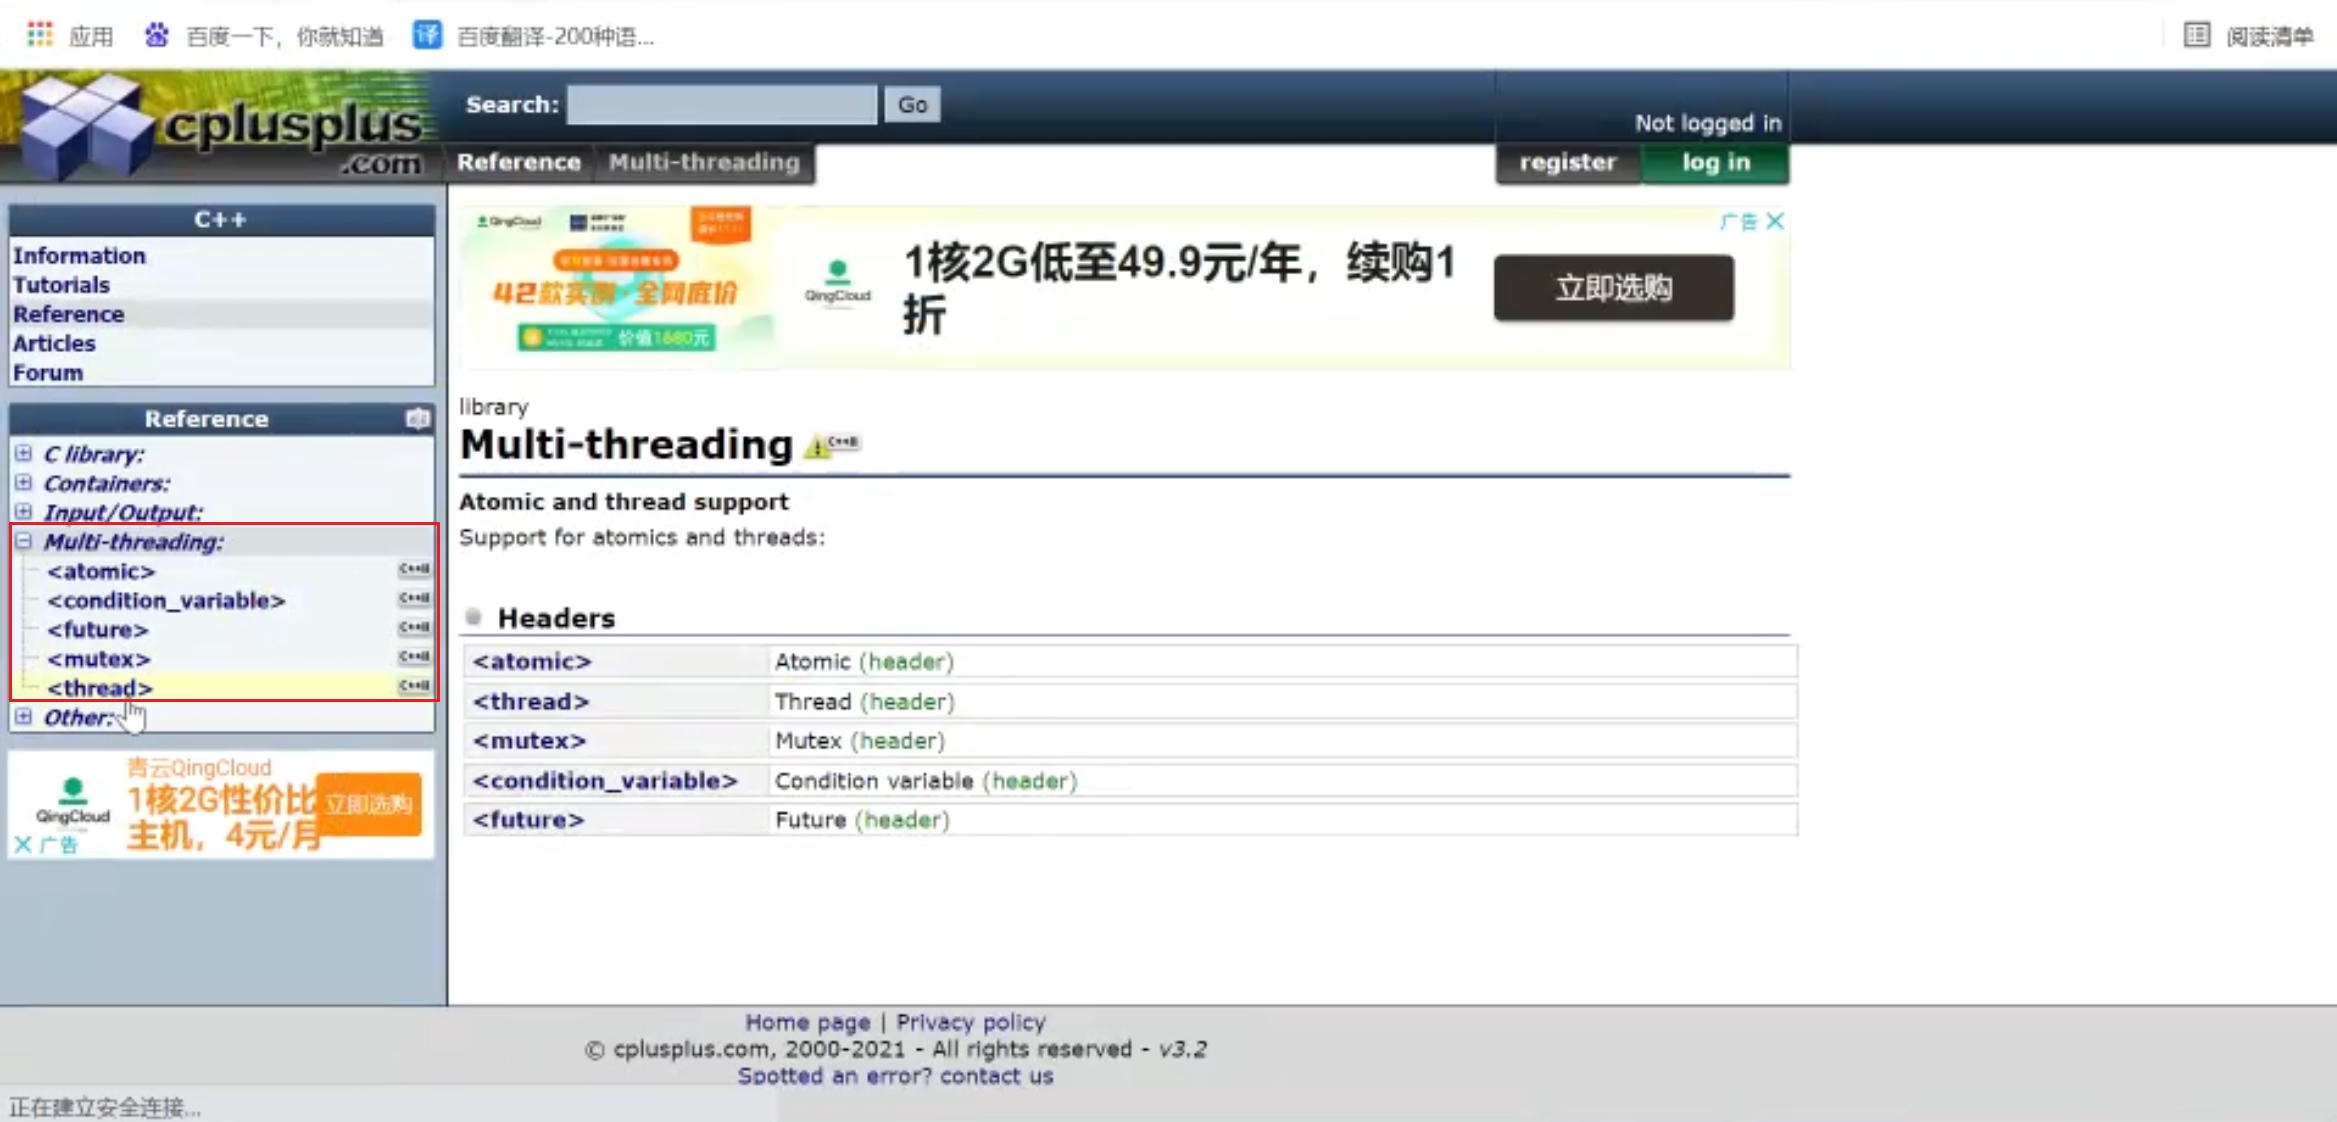 应用 百度一下，你就知道 译 百度翻译-200种语... 阅读清单
cplusplus
.com
Search: Go
Not logged in
Reference Multi-threading register log in
C++
Information
Tutorials
Reference
Articles
Forum
Reference
C library:
Containers:
Input/Output:
Multi-threading:
<atomic>
<condition_variable>
<future>
<mutex>
<thread>
Other:
青云QingCloud
QingCloud
1核2G性价比
主机，4元/月
立即选购
广告
QingCloud
42款实例·全网底价
价值1680元
QingCloud
1核2G低至49.9元/年，续购1
折
立即选购
广告
library
Multi-threading
Atomic and thread support
Support for atomics and threads:
Headers
<atomic> Atomic (header)
<thread> Thread (header)
<mutex> Mutex (header)
<condition_variable> Condition variable (header)
<future> Future (header)
Home page | Privacy policy
© cplusplus.com, 2000-2021 - All rights reserved - v3.2
Spotted an error? contact us
正在建立安全连接...